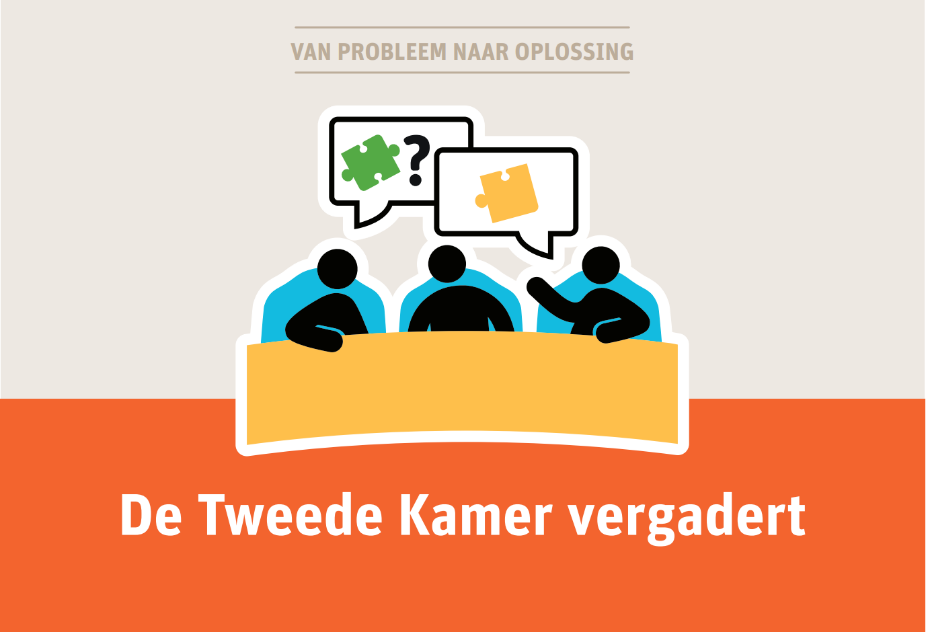 VAN PROBLEEM NAAR OPLOSSING
?
De Tweede Kamer vergadert